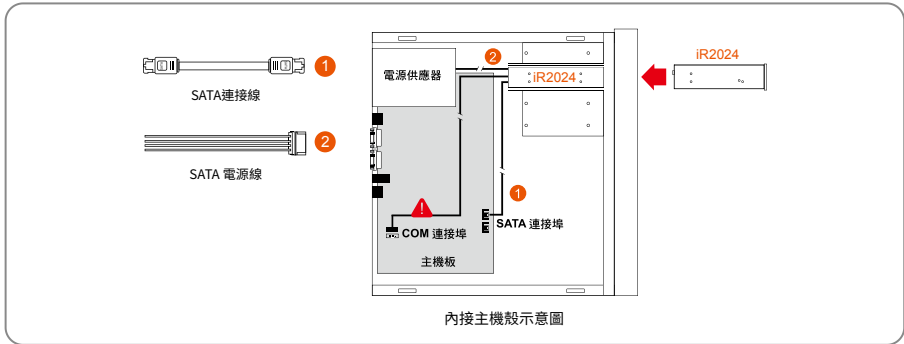 1
SATA連接線
2
SATA 電源線
電源供應器
2
iR2024
iR2024
1
!
COM 連接埠
SATA 連接埠
主機板
內接主機殼示意圖